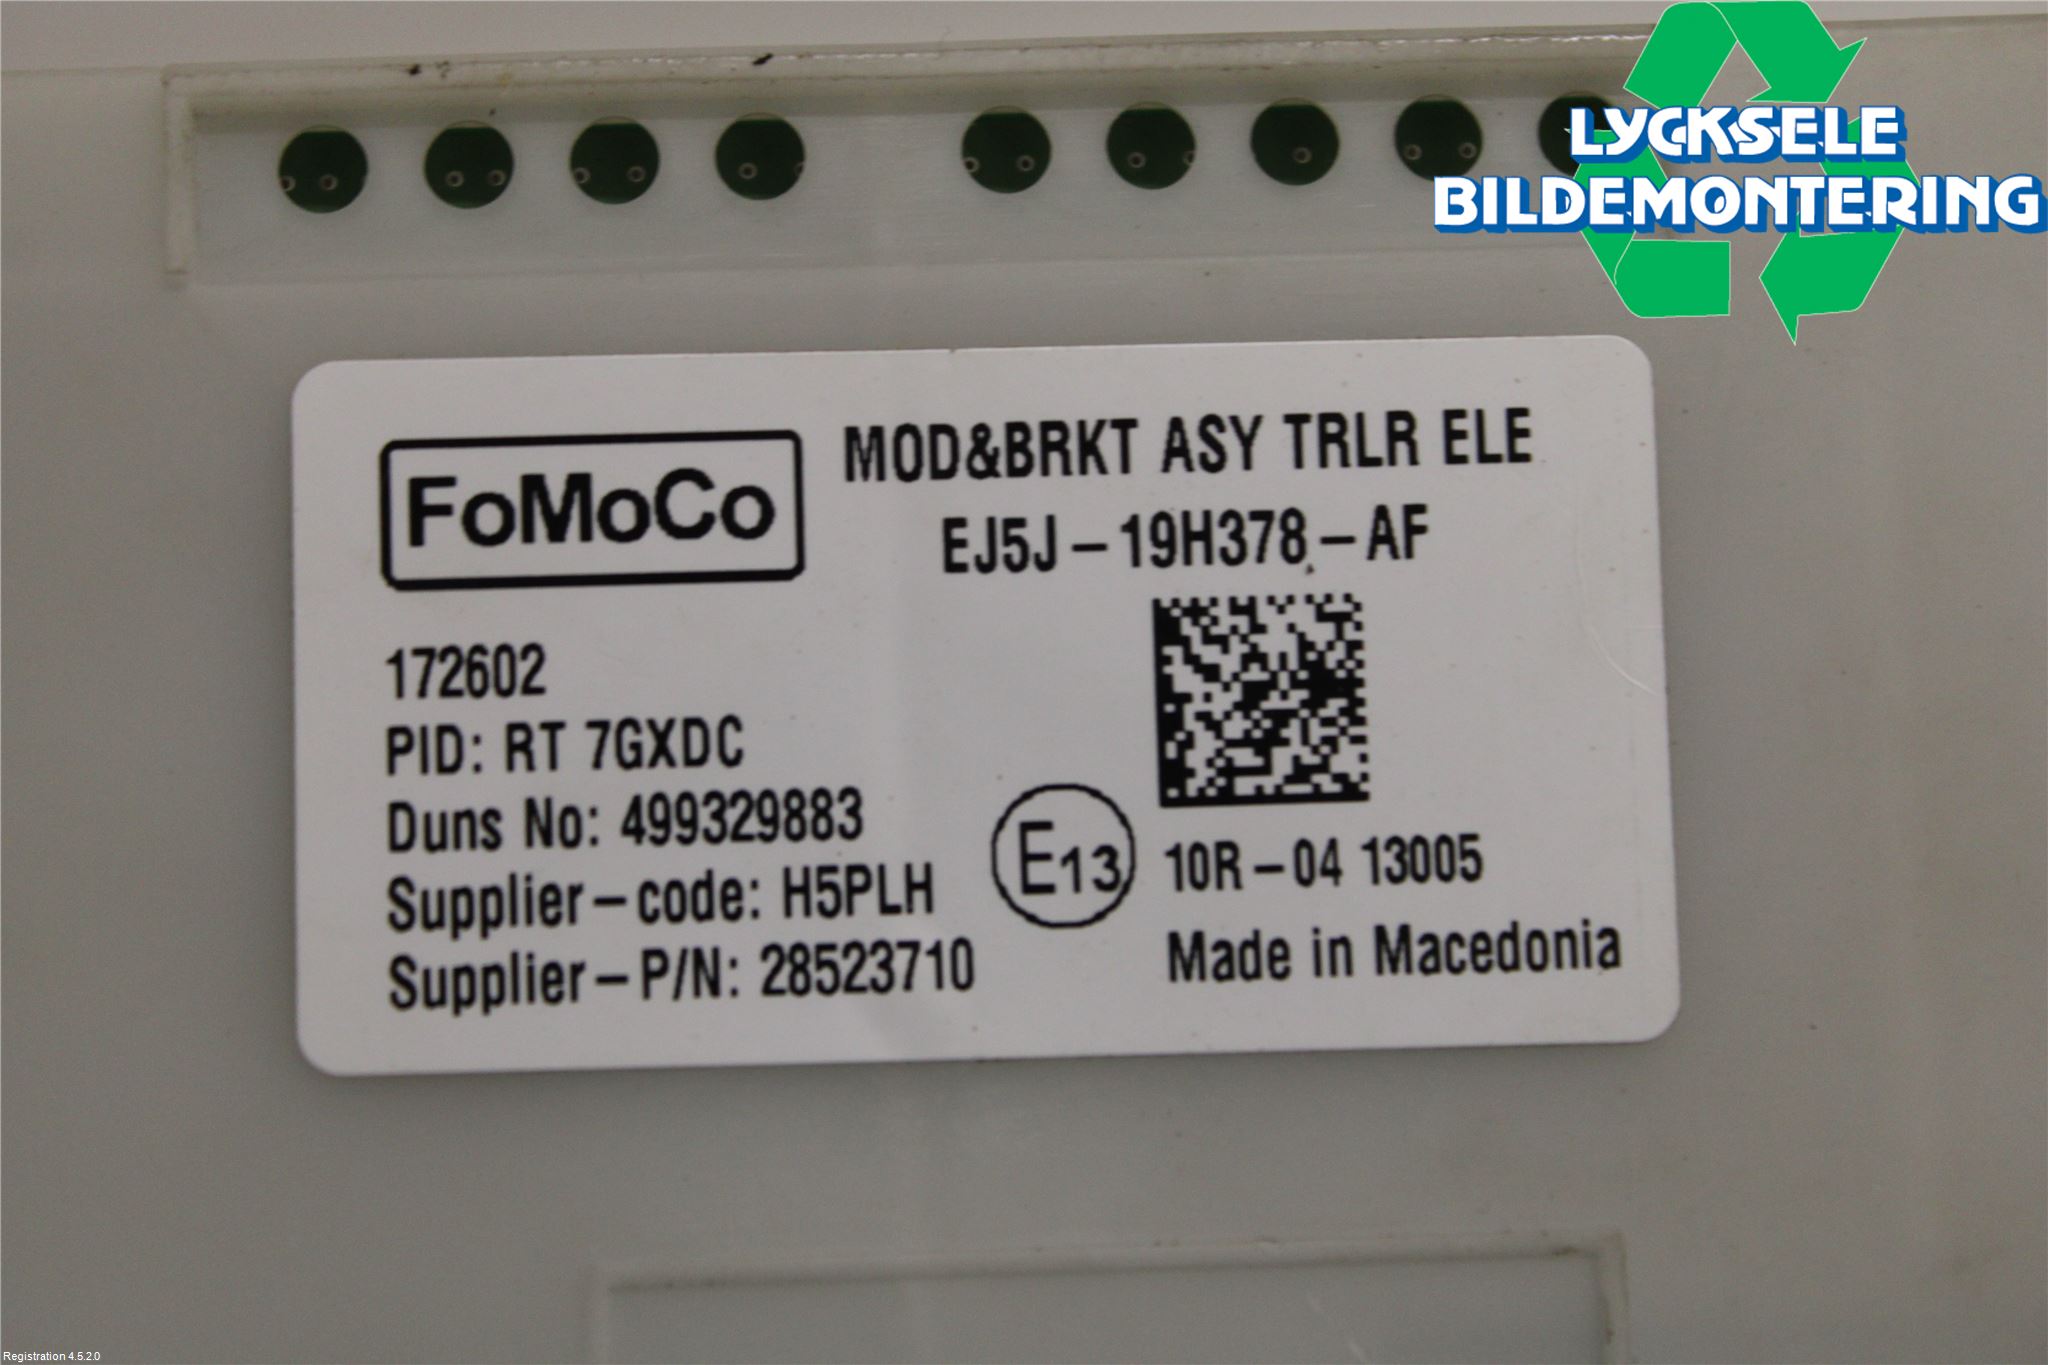 LYCKSELE
BILDEMONTERING
FoMoCo
MOD&BRKT ASY TRLR ELE
EJ5J-19H378-AF
172602
PID: RT 7GXDC
Duns No: 499329883
Supplier-code: H5PLH
Supplier-P/N: 28523710
E13
10R-04 13005
Made in Macedonia
Registration 4.5.2.0